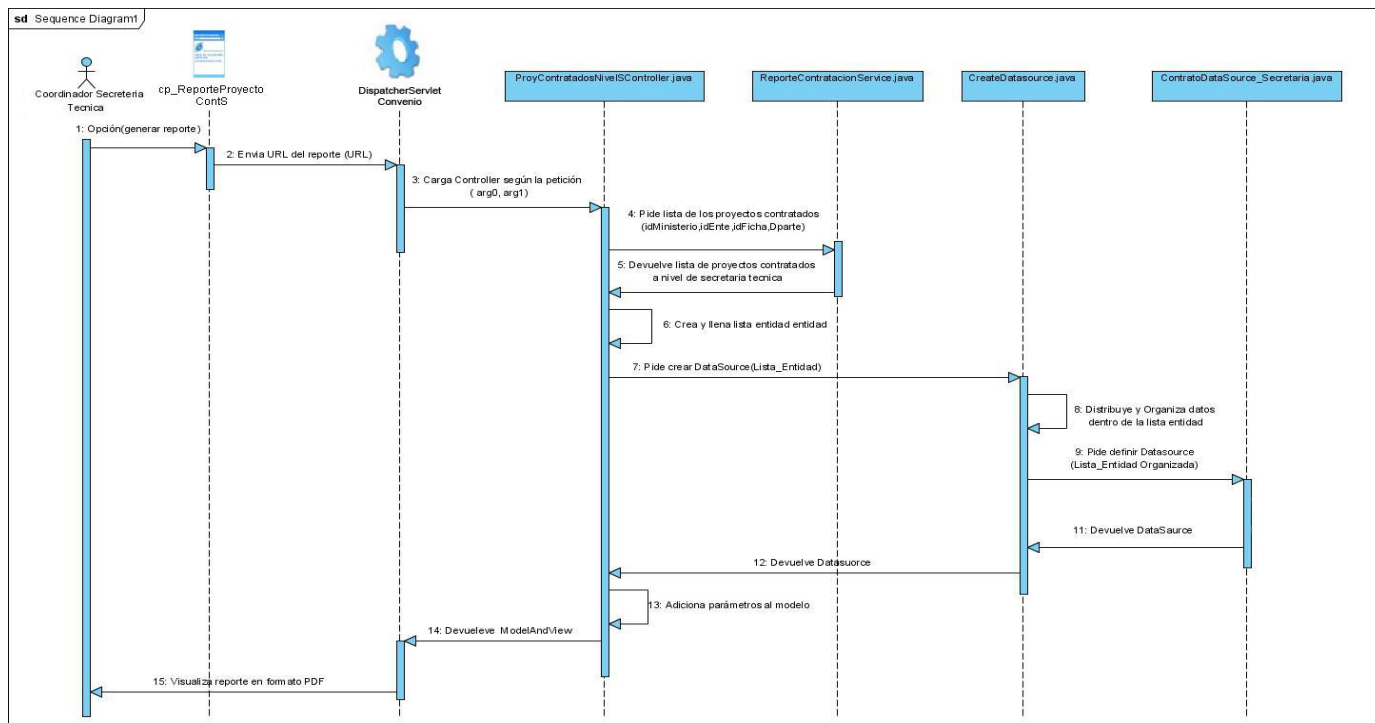 sd Sequence Diagram1
Coordinador Secreteria
Tecnica
cp_ReporteProyecto
ContS
DispatcherServlet
Convenio
ProyContratadosNivelSController.java
ReporteContratacionService.java
CreateDatasource.java
ContratoDataSource_Secretaria.java
1: Opción(generar reporte)
2: Envia URL del reporte (URL)
3: Carga Controller según la petición
( arg0, arg1)
4: Pide lista de los proyectos contratados
(idMinisterio,idEnte,idFicha,Dparte)
5: Devuelve lista de proyectos contratados
a nivel de secretaria tecnica
6: Crea y llena lista entidad entidad
7: Pide crear DataSource(Lista_Entidad)
8: Distribuye y Organiza datos
dentro de la lista entidad
9: Pide definir Datasource
(Lista_Entidad Organizada)
11: Devuelve DataSaurce
12: Devuelve Datasuorce
13: Adiciona parámetros al modelo
14: Devueleve ModelAndView
15: Visualiza reporte en formato PDF